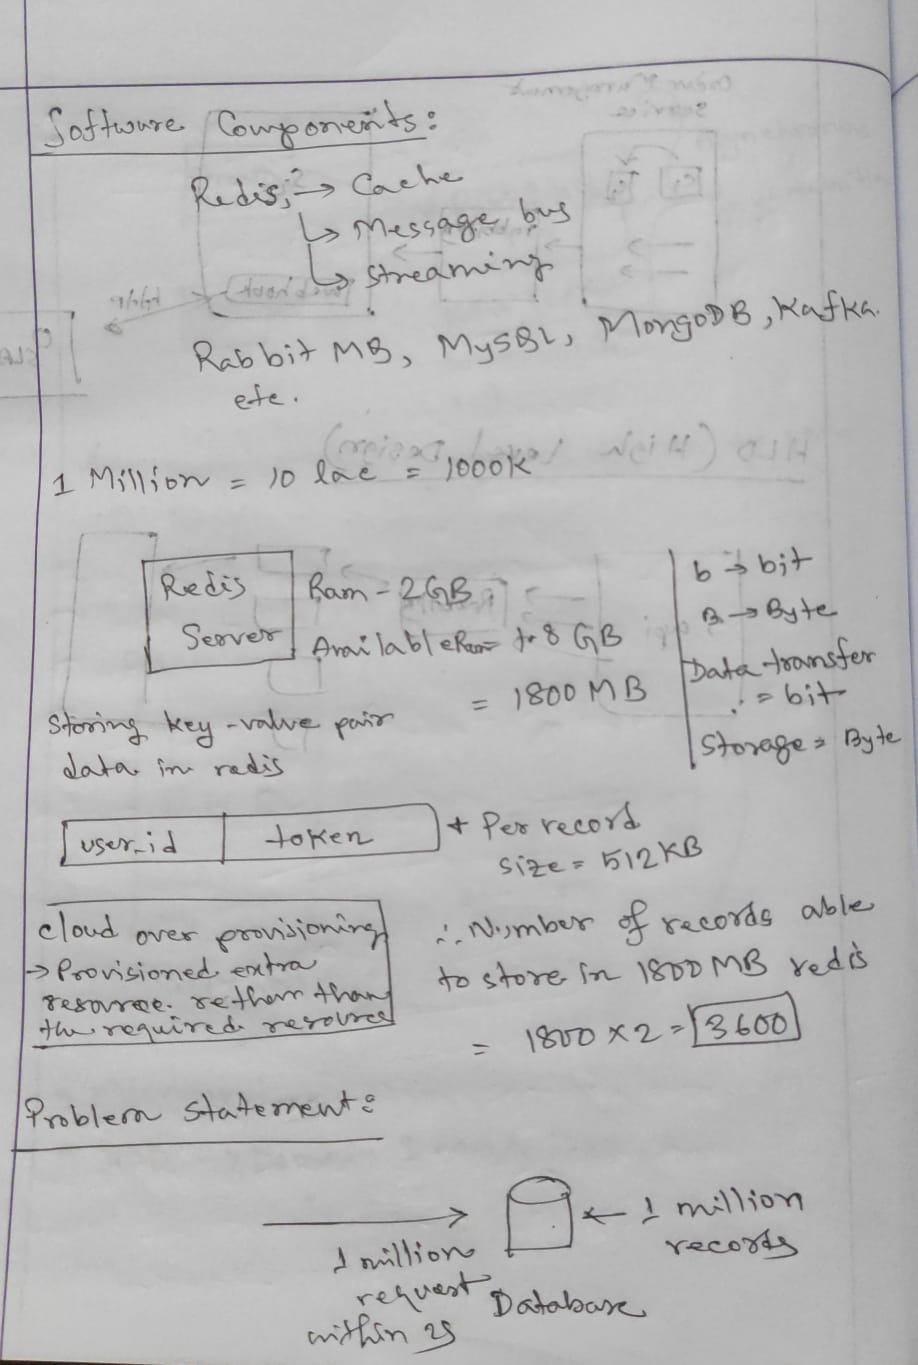 Software Components:
Redis; → Cache
↳ Message bus
↳ Streaming
Rabbit MQ, MySQL, MongoDB, Kafka.
etc.
1 Million = 10 lac = 1000K
Redis
Server
Ram - 2GB
Available Ram 1.8 GB
= 1800 MB
b → bit
B → Byte
Data transfer
= bit
Storage = Byte
Storing key-value pair
data in redis
user_id | token
+ Per record
size = 512 KB
cloud over provisioning
→ Provisioned extra
resource. rethar than
the required resource
∴ Number of records able
to store in 1800 MB redis
= 1800 x 2 = 3600
Problem Statement:
1 million
request
within 2s
Database
← 1 million
records